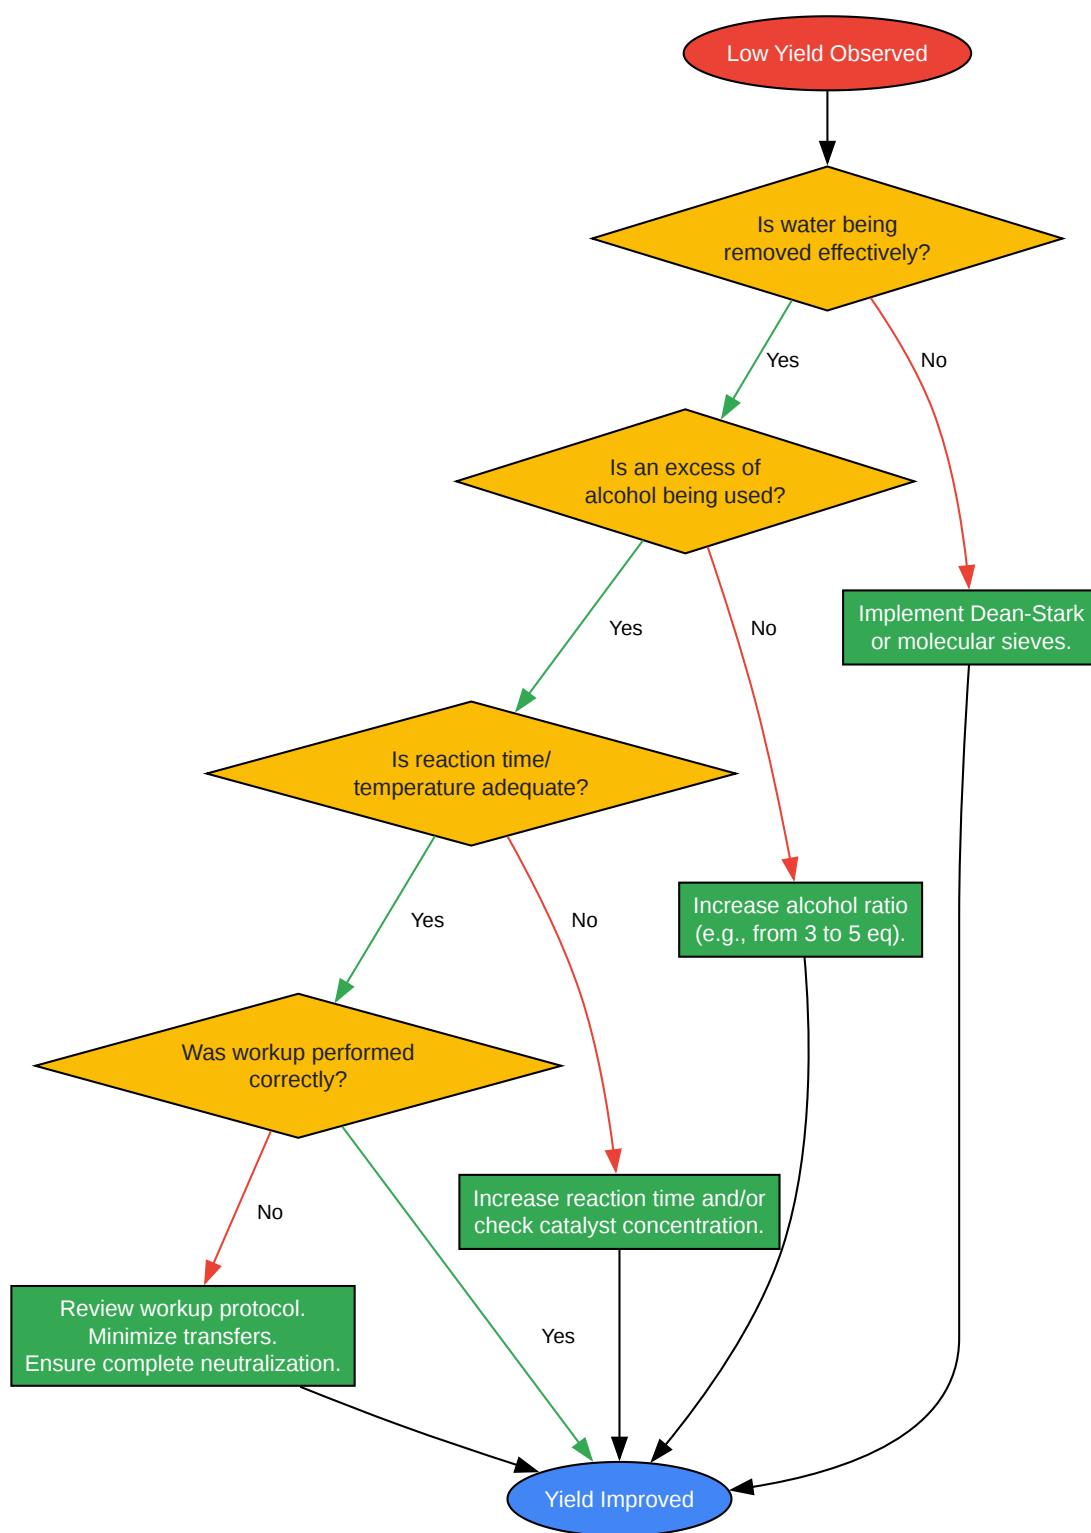 Low Yield Observed
Is water being
removed effectively?
Yes
No
Is an excess of
alcohol being used?
Yes
No
Implement Dean-Stark
or molecular sieves.
Is reaction time/
temperature adequate?
Yes
No
Increase alcohol ratio
(e.g., from 3 to 5 eq).
Was workup performed
correctly?
No
Yes
Increase reaction time and/or
check catalyst concentration.
Review workup protocol.
Minimize transfers.
Ensure complete neutralization.
Yield Improved